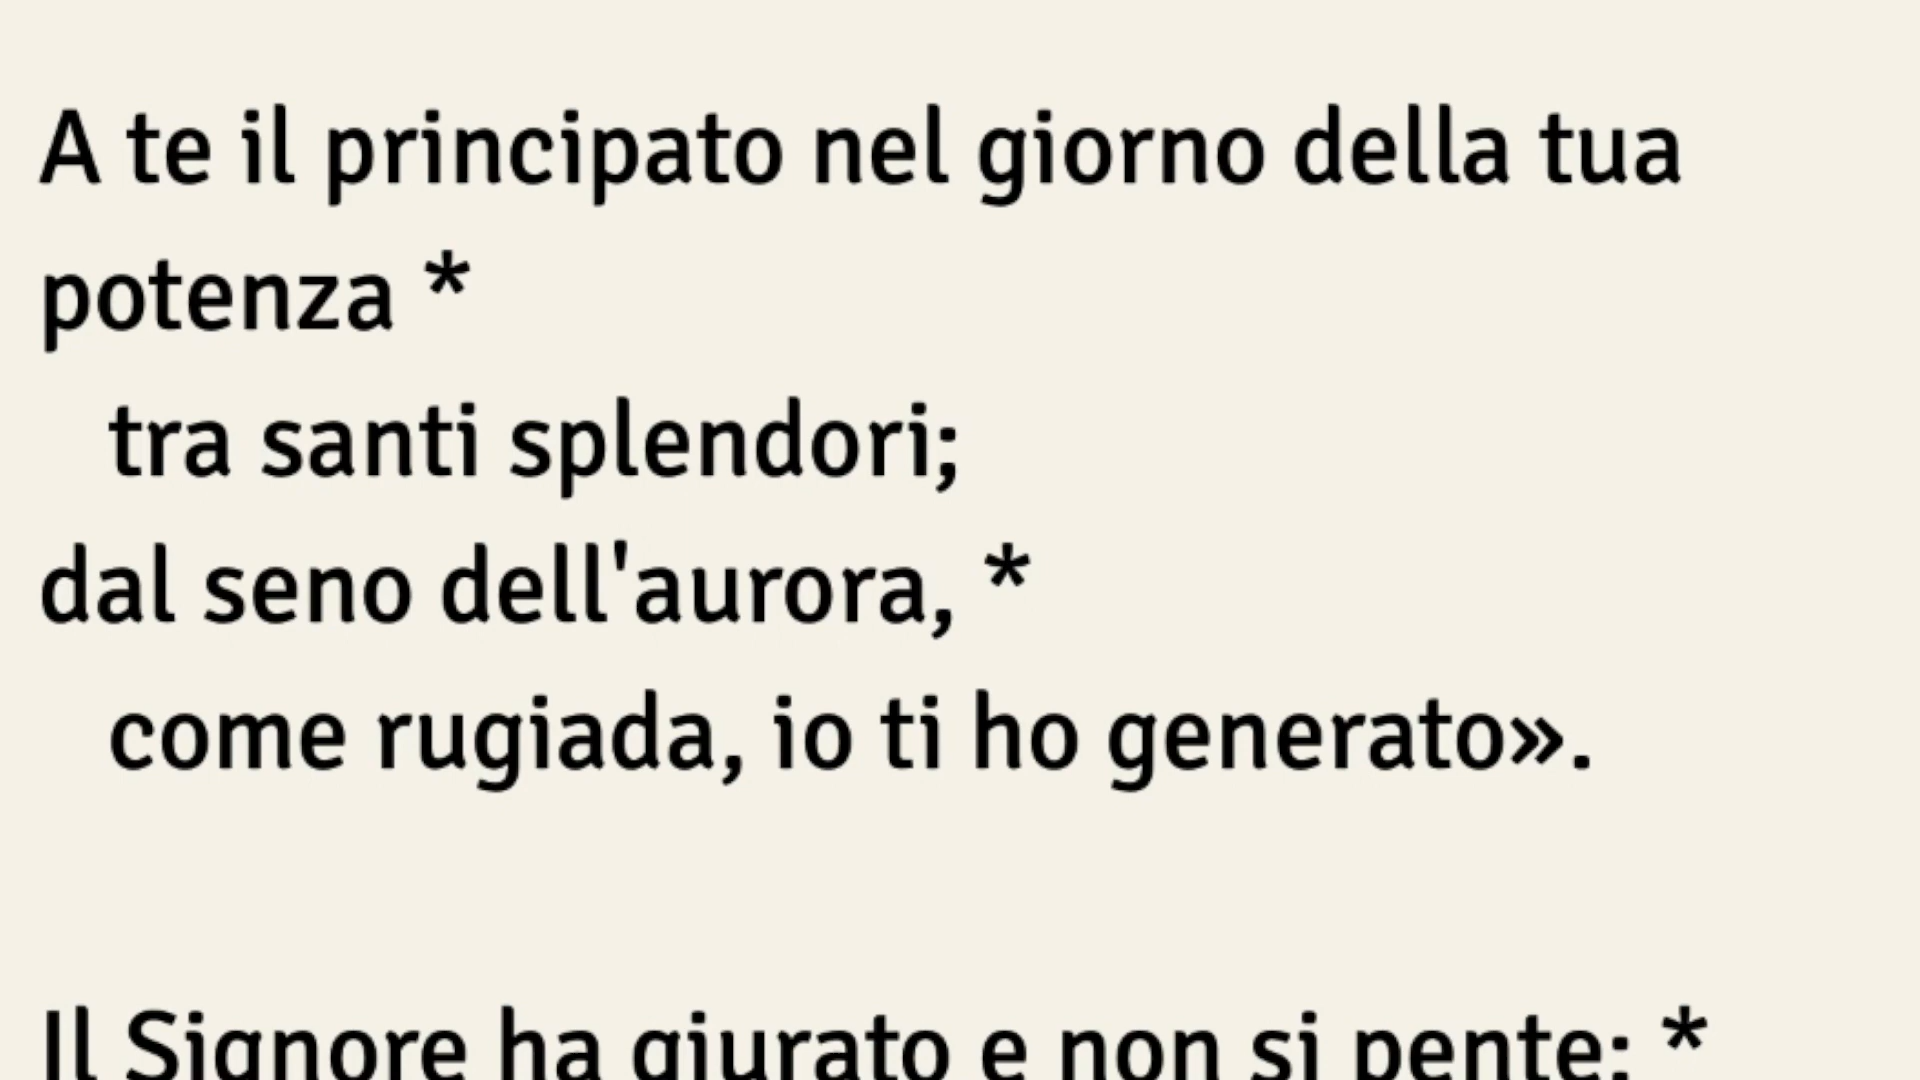 A te il principato nel giorno della tua
potenza *
tra santi splendori;
dal seno dell'aurora, *
come rugiada, io ti ho generato».
Il Signore ha giurato e non si pente: *